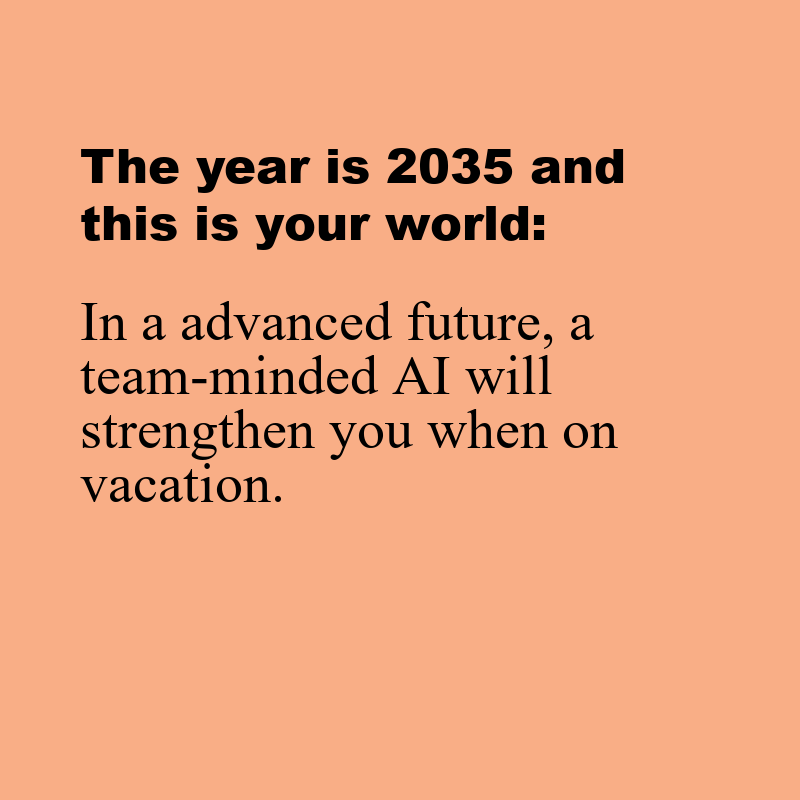 The year is 2035 and
this is your world:
In a advanced future, a
team-minded AI will
strengthen you when on
vacation.